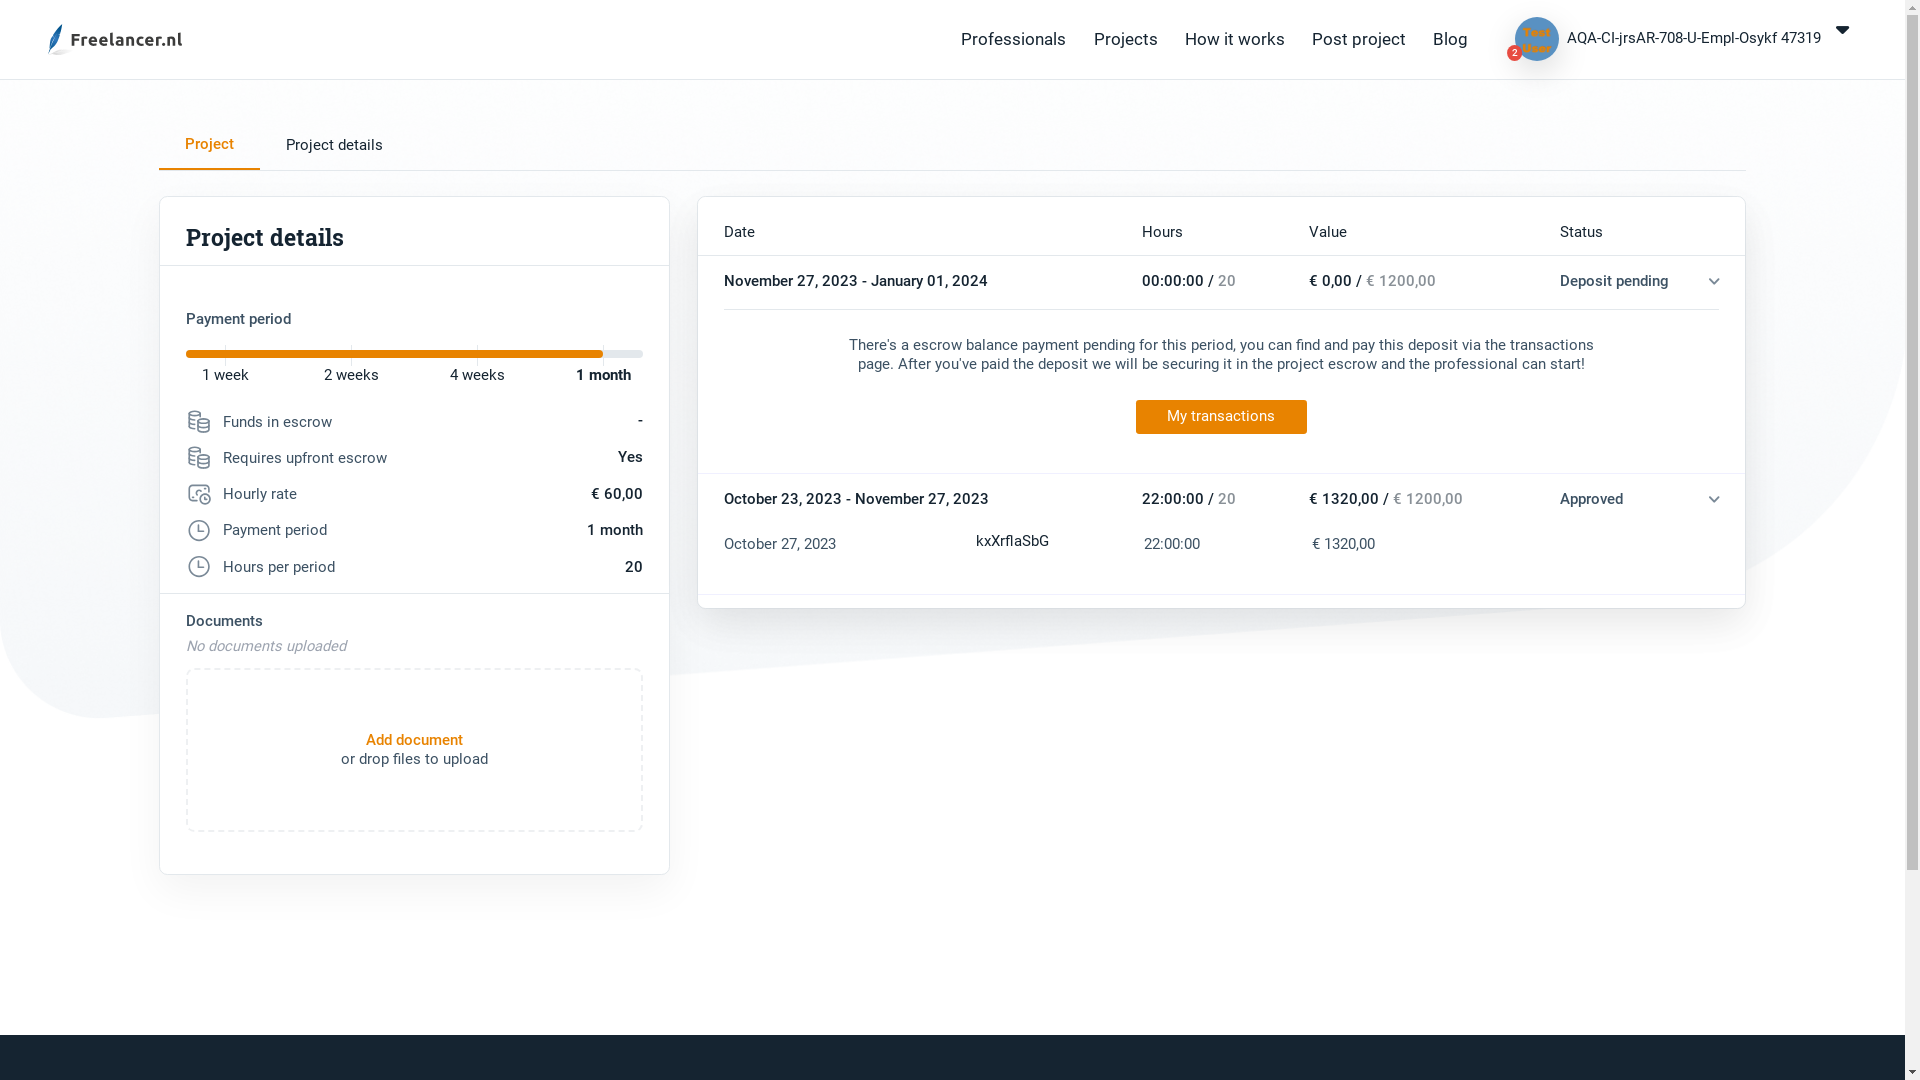 Freelancer.nl
Professionals
Projects
How it works
Post project
Blog
Test
User
2
AQA-CI-jrsAR-708-U-Empl-Osykf 47319
Project
Project details
Project details
Payment period
1 week
2 weeks
4 weeks
1 month
Funds in escrow -
Requires upfront escrow Yes
Hourly rate € 60,00
Payment period 1 month
Hours per period 20
Documents
No documents uploaded
Add document
or drop files to upload
Date Hours Value Status
November 27, 2023 - January 01, 2024 00:00:00 / 20 € 0,00 / € 1200,00 Deposit pending
There's a escrow balance payment pending for this period, you can find and pay this deposit via the transactions
page. After you've paid the deposit we will be securing it in the project escrow and the professional can start!
My transactions
October 23, 2023 - November 27, 2023 22:00:00 / 20 € 1320,00 / € 1200,00 Approved
October 27, 2023 kxXrflaSbG 22:00:00 € 1320,00